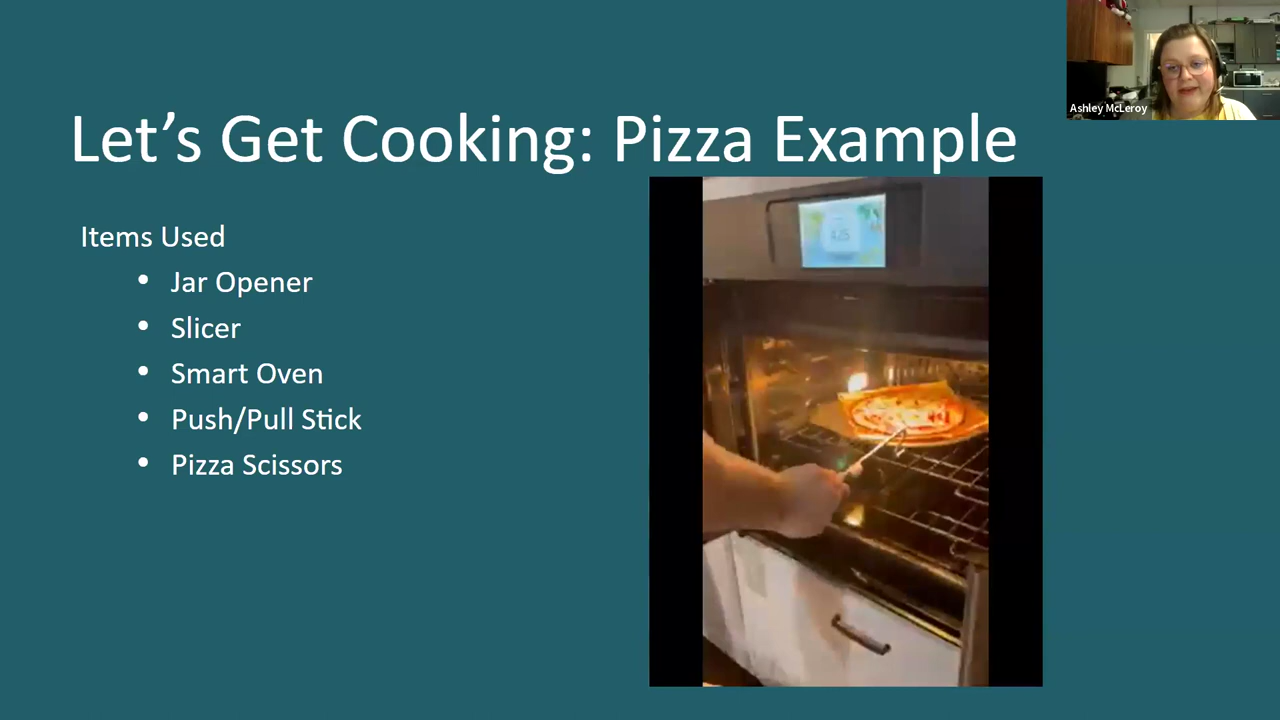 Ashley McLeroy
Let's Get Cooking: Pizza Example
Items Used
• Jar Opener
• Slicer
• Smart Oven
• Push/Pull Stick
• Pizza Scissors